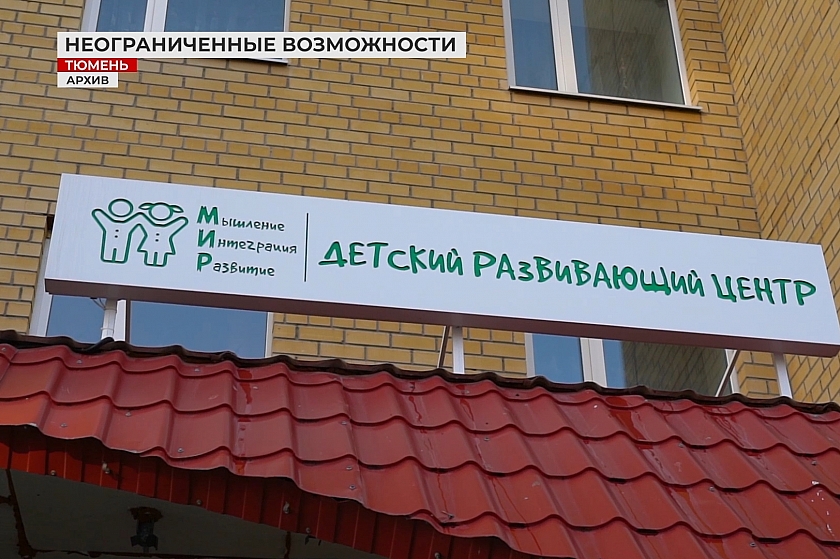 НЕОГРАНИЧЕННЫЕ ВОЗМОЖНОСТИ
ТЮМЕНЬ
АРХИВ
Мышление
Интеграция
Развитие
ДЕТСКИЙ РАЗВИВАЮЩИЙ ЦЕНТР